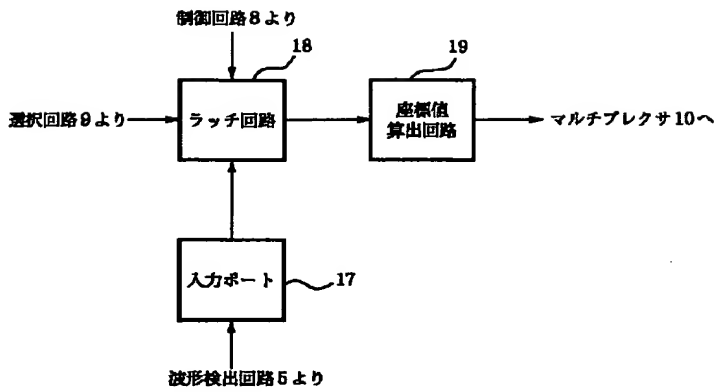 制御回路8より
18
19
選択回路9より
ラッチ回路
座標値
算出回路
マルチプレクサ10へ
入力ポート
17
波形検出回路5より